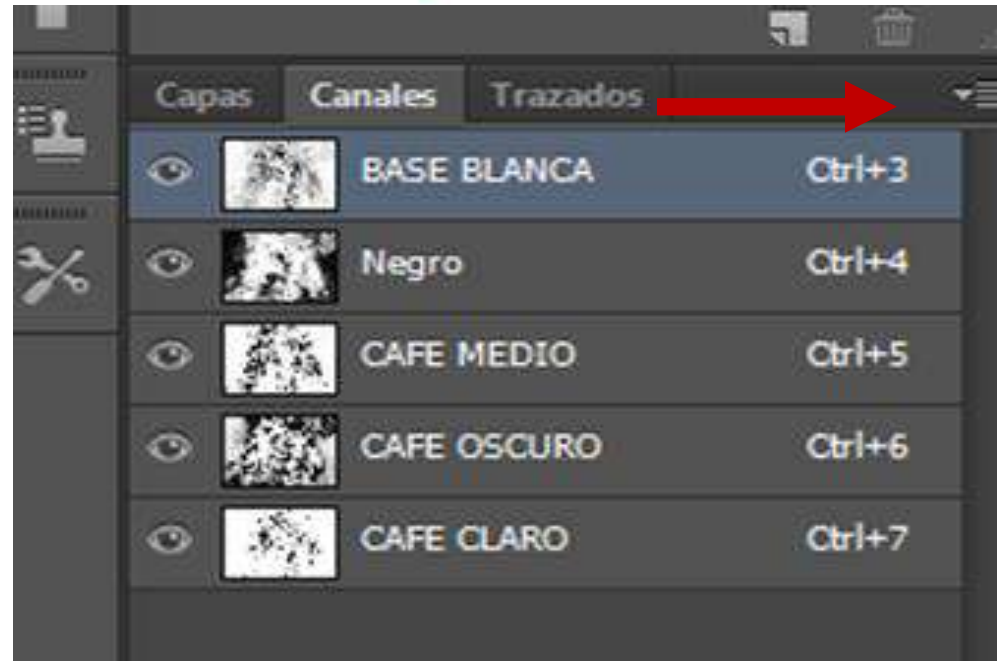 Capas Canales Trazados
BASE BLANCA Ctrl+3
Negro Ctrl+4
CAFE MEDIO Ctrl+5
CAFE OSCURO Ctrl+6
CAFE CLARO Ctrl+7